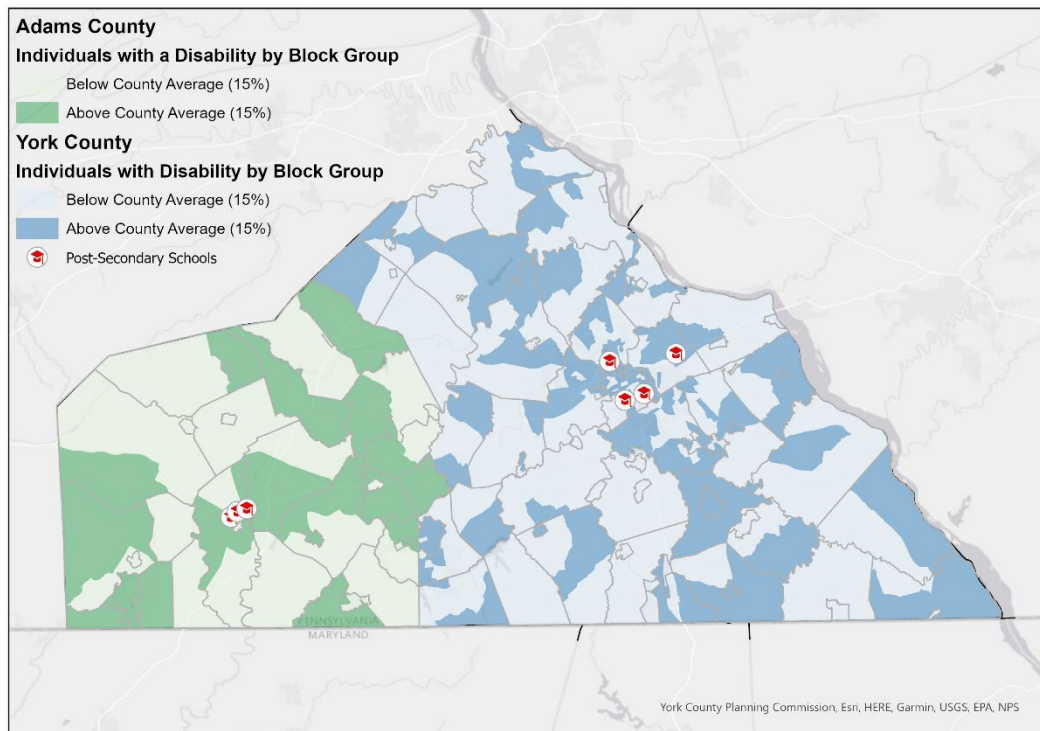 Adams County
Individuals with a Disability by Block Group
Below County Average (15%)
Above County Average (15%)
York County
Individuals with Disability by Block Group
Below County Average (15%)
Above County Average (15%)
Post-Secondary Schools
PENNSYLVANIA
MARYLAND
York County Planning Commission, Esri, HERE, Garmin, USGS, EPA, NPS